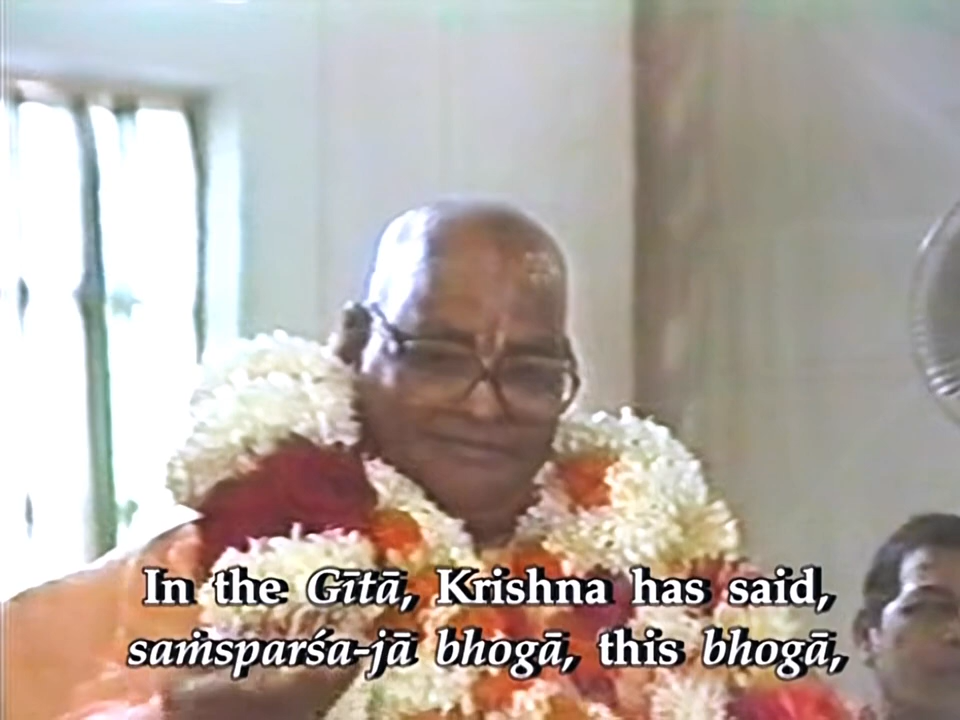 In the Gītā, Krishna has said,
saṁsparśa-jā bhogā, this bhogā,